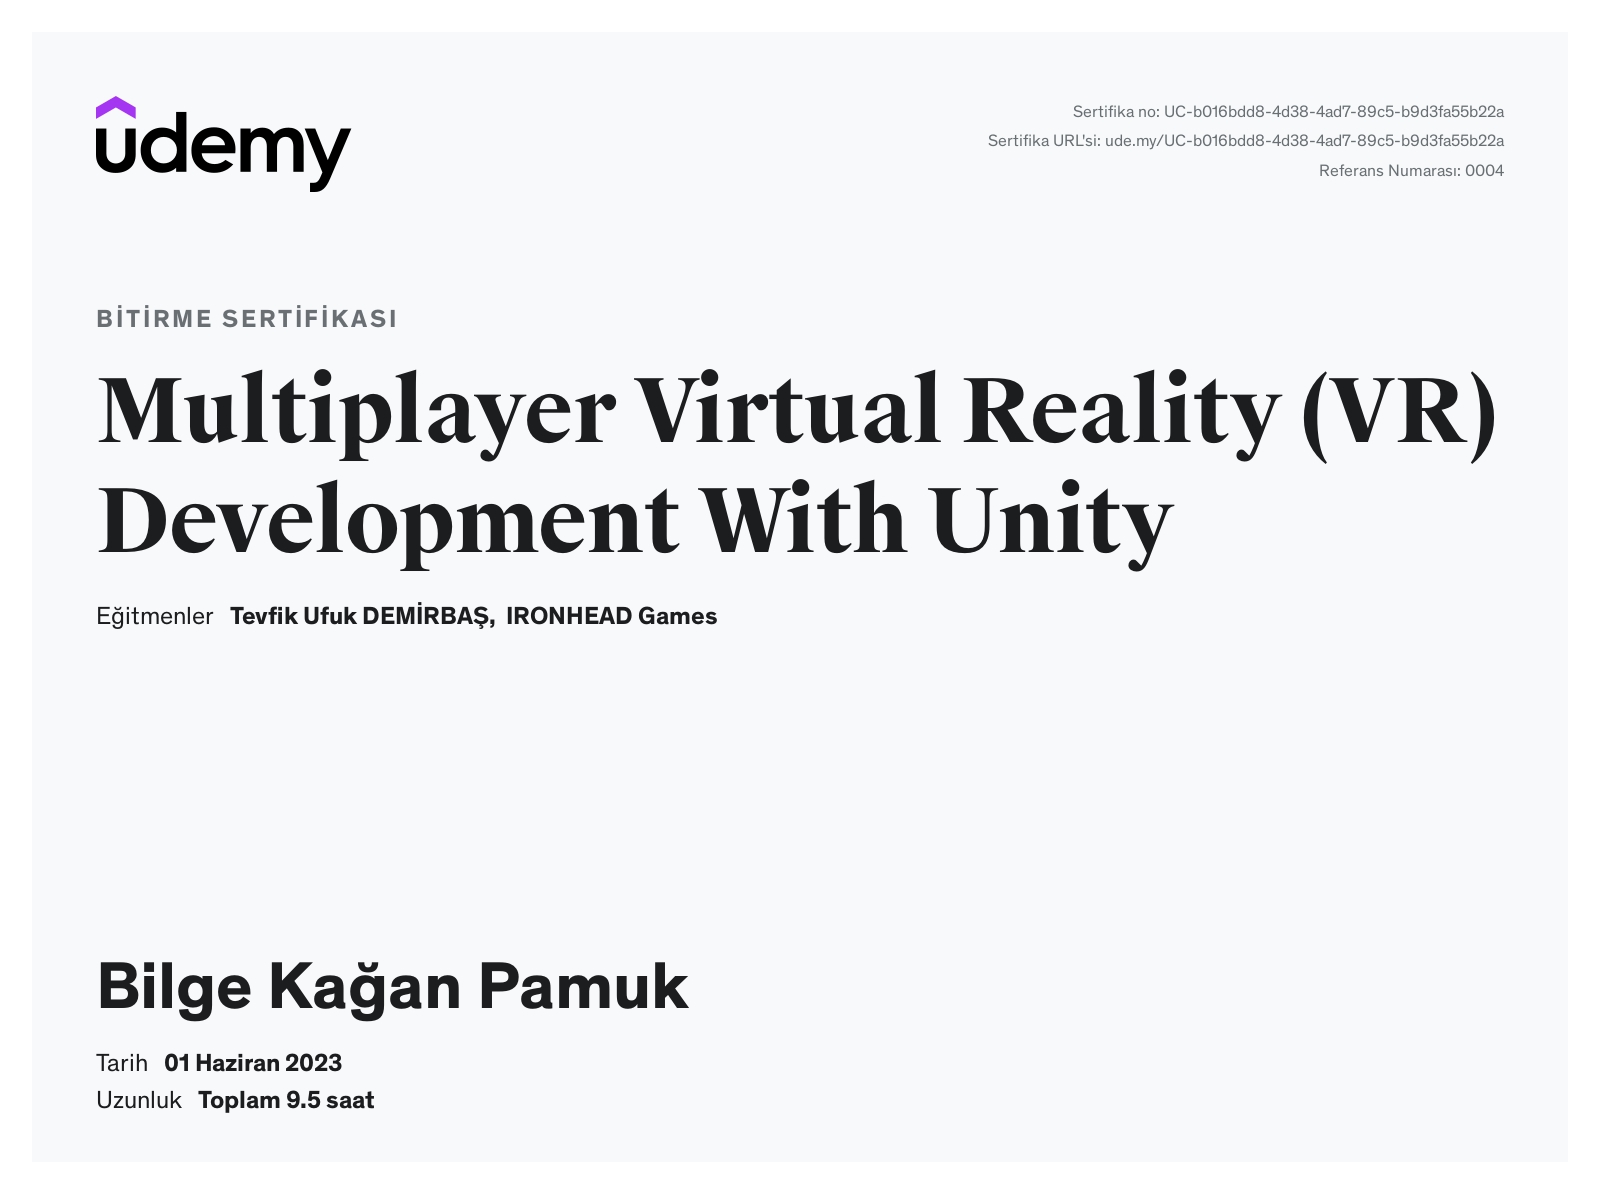 udemy
Sertifika no: UC-b016bdd8-4d38-4ad7-89c5-b9d3fa55b22a
Sertifika URL'si: ude.my/UC-b016bdd8-4d38-4ad7-89c5-b9d3fa55b22a
Referans Numarası: 0004
BİTİRME SERTİFİKASI
Multiplayer Virtual Reality (VR)
Development With Unity
Eğitmenler Tevfik Ufuk DEMİRBAŞ, IRONHEAD Games
Bilge Kağan Pamuk
Tarih 01 Haziran 2023
Uzunluk Toplam 9.5 saat